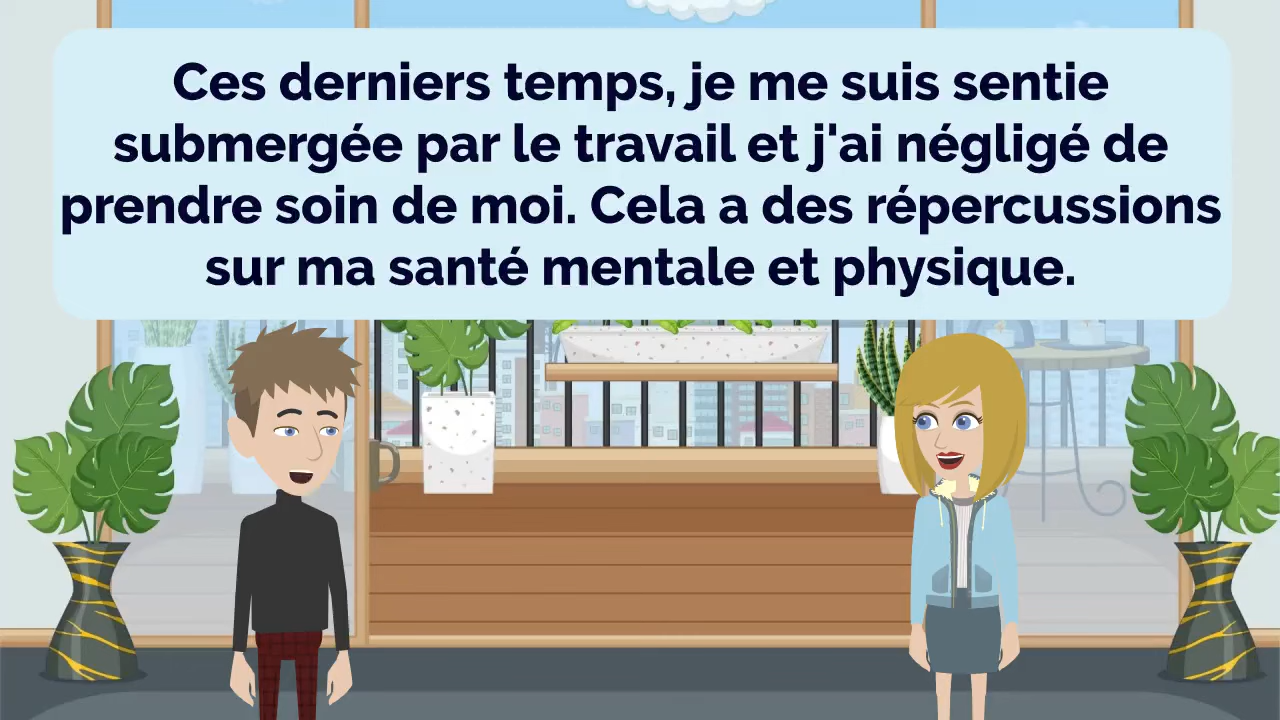 Ces derniers temps, je me suis sentie
submergée par le travail et j'ai négligé de
prendre soin de moi. Cela a des répercussions
sur ma santé mentale et physique.